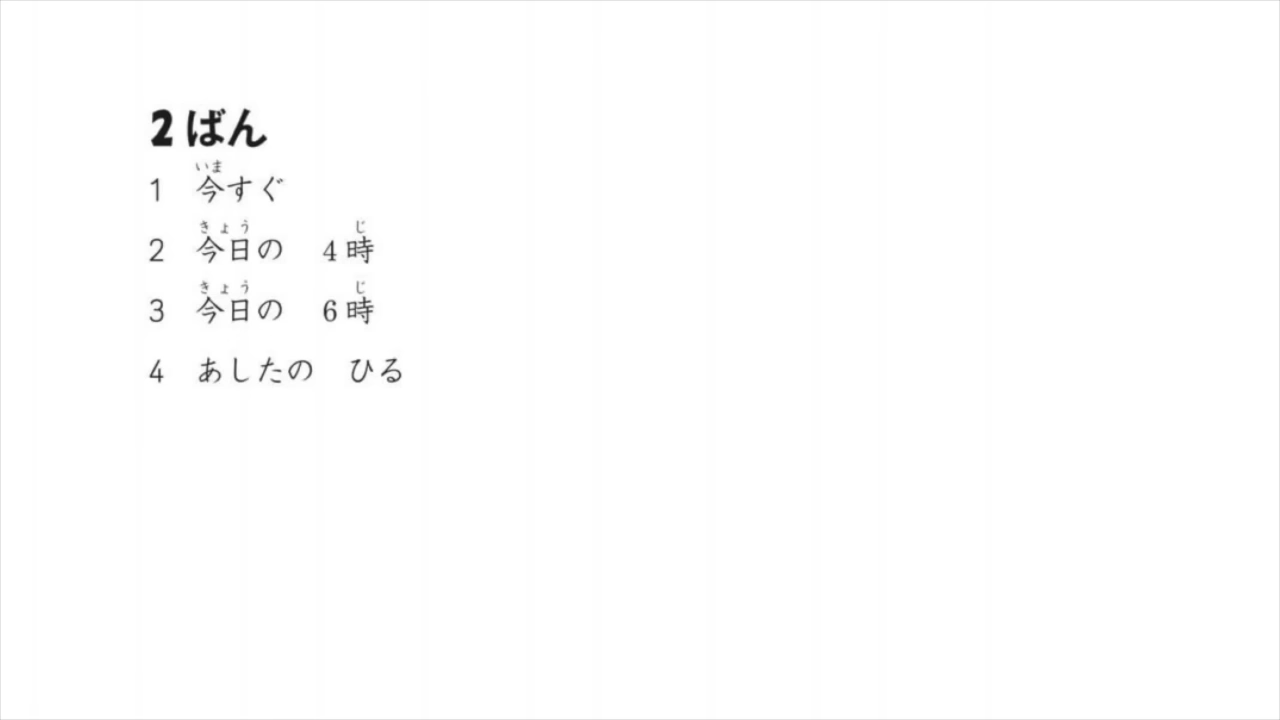 2ばん
1 今すぐ
2 今日の 4時
3 今日の 6時
4 あしたの ひる